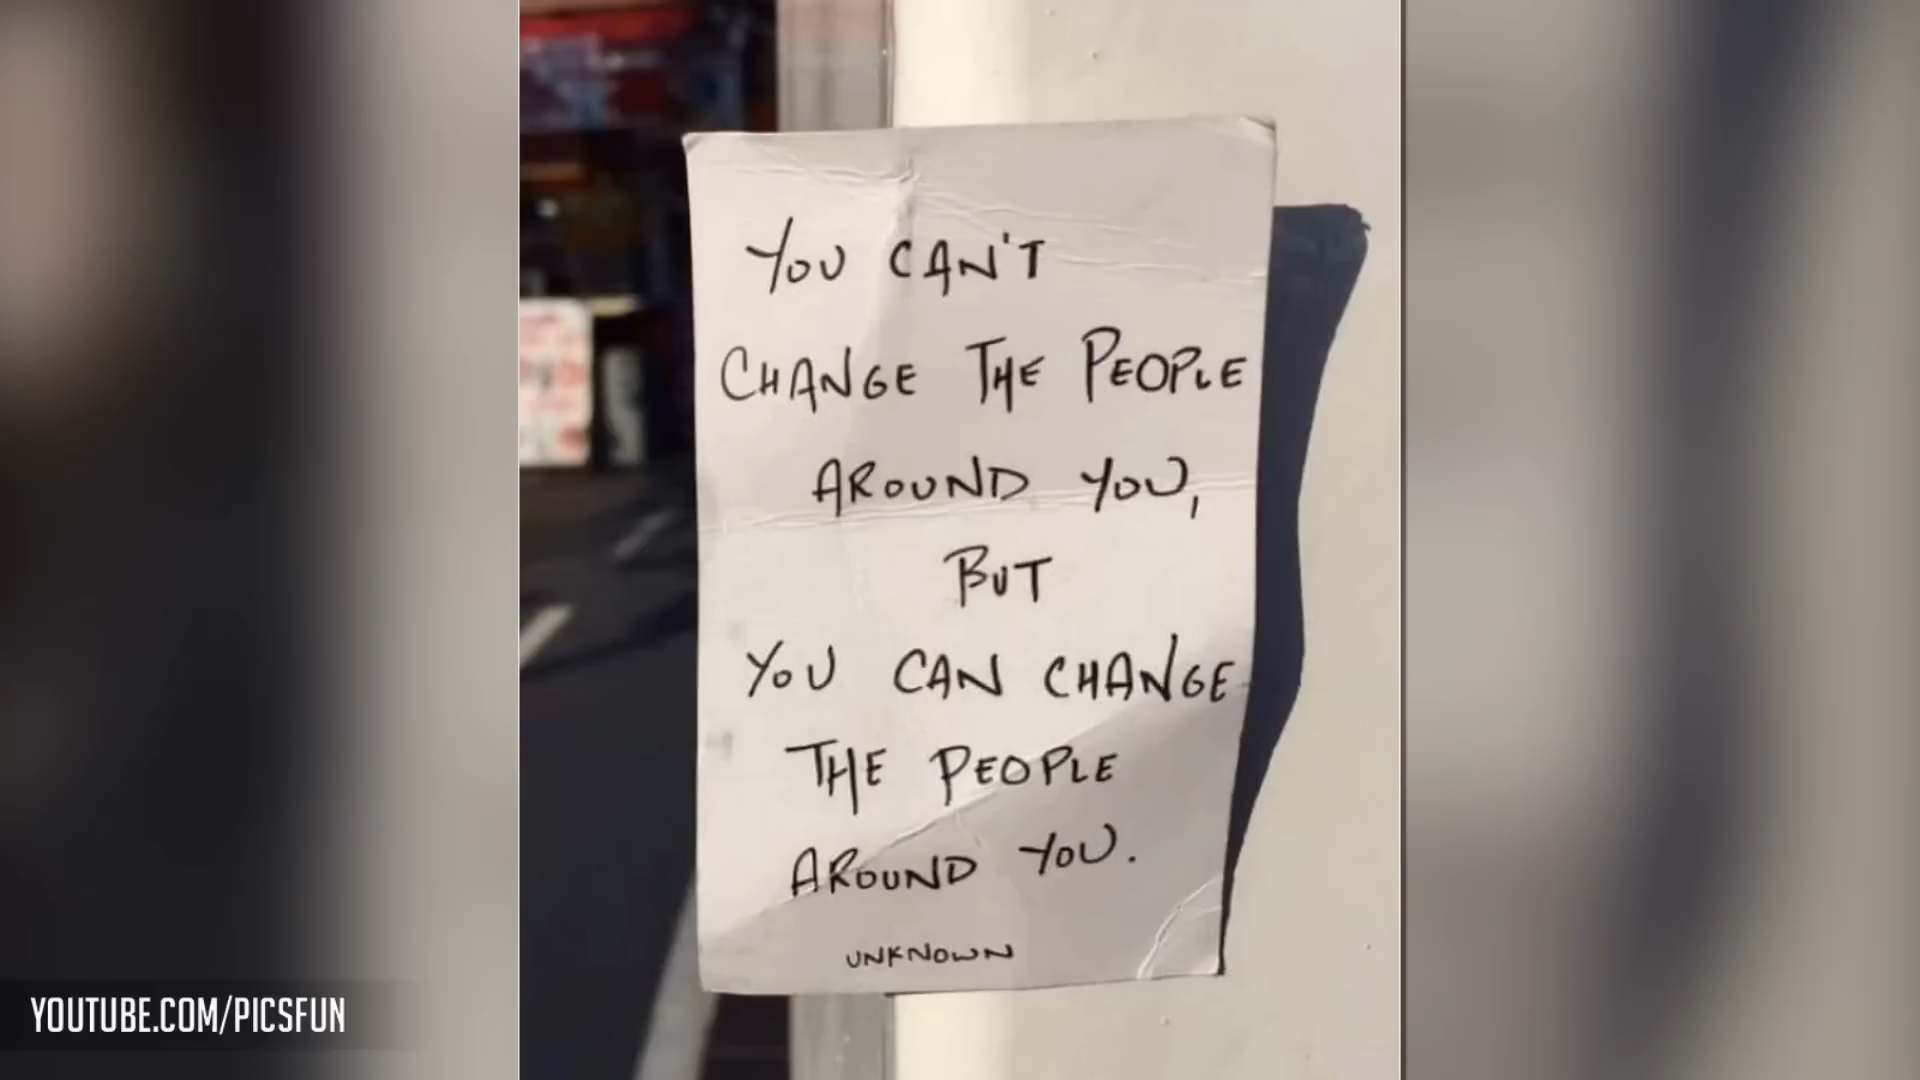 YOU CAN'T
CHANGE THE PEOPLE
AROUND YOU,
BUT
YOU CAN CHANGE
THE PEOPLE
AROUND YOU.
UNKNOWN
YOUTUBE.COM/PICSFUN